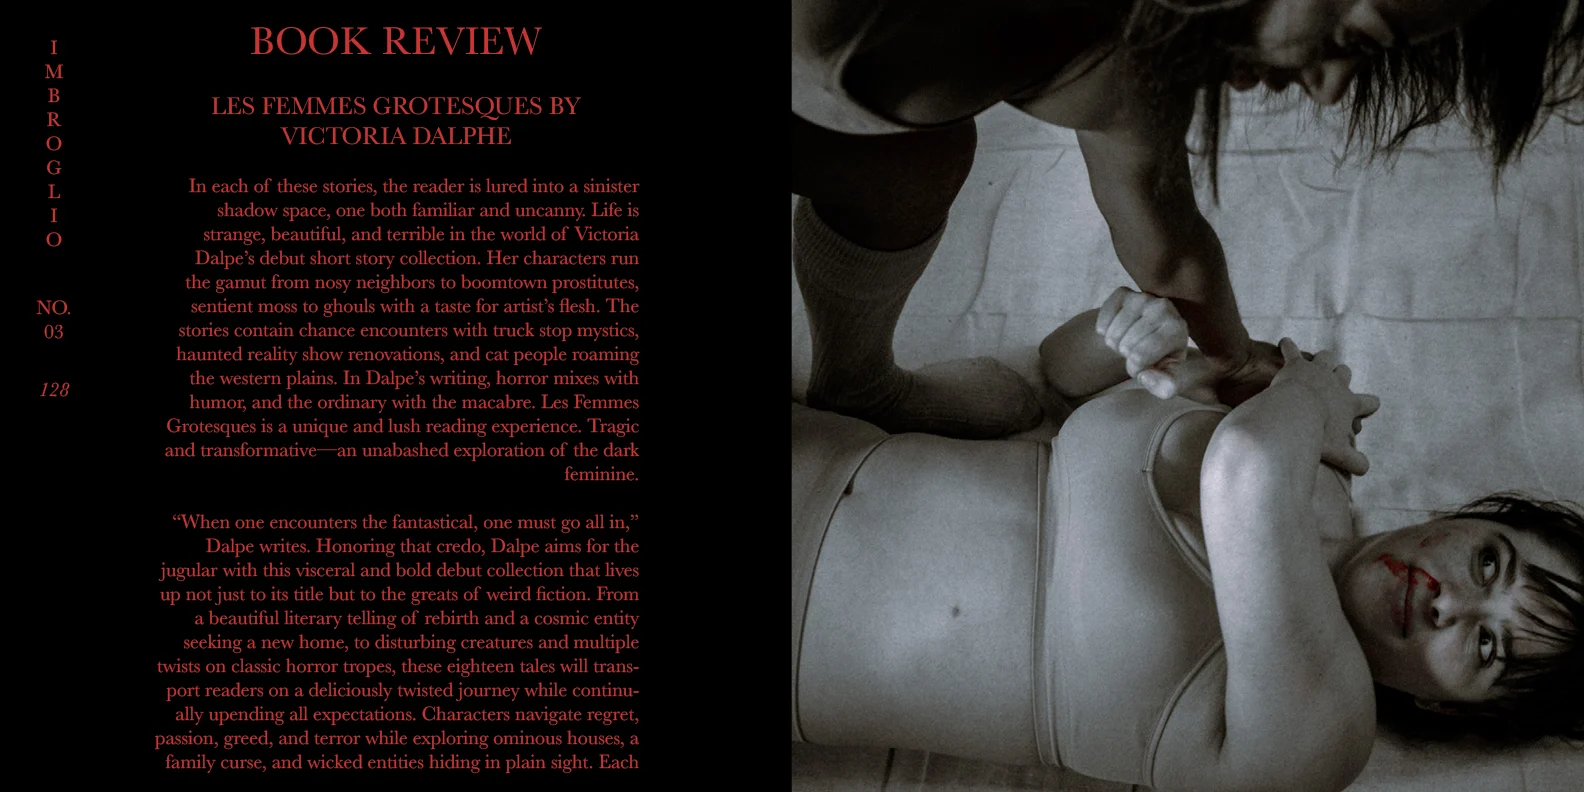 I
M
B
R
O
G
L
I
O
NO.
03
128
BOOK REVIEW
LES FEMMES GROTESQUES BY
VICTORIA DALPHE
In each of these stories, the reader is lured into a sinister
shadow space, one both familiar and uncanny. Life is
strange, beautiful, and terrible in the world of Victoria
Dalpe’s debut short story collection. Her characters run
the gamut from nosy neighbors to boomtown prostitutes,
sentient moss to ghouls with a taste for artist’s flesh. The
stories contain chance encounters with truck stop mystics,
haunted reality show renovations, and cat people roaming
the western plains. In Dalpe’s writing, horror mixes with
humor, and the ordinary with the macabre. Les Femmes
Grotesques is a unique and lush reading experience. Tragic
and transformative—an unabashed exploration of the dark
feminine.
“When one encounters the fantastical, one must go all in,”
Dalpe writes. Honoring that credo, Dalpe aims for the
jugular with this visceral and bold debut collection that lives
up not just to its title but to the greats of weird fiction. From
a beautiful literary telling of rebirth and a cosmic entity
seeking a new home, to disturbing creatures and multiple
twists on classic horror tropes, these eighteen tales will trans-
port readers on a deliciously twisted journey while continu-
ally upending all expectations. Characters navigate regret,
passion, greed, and terror while exploring ominous houses, a
family curse, and wicked entities hiding in plain sight. Each